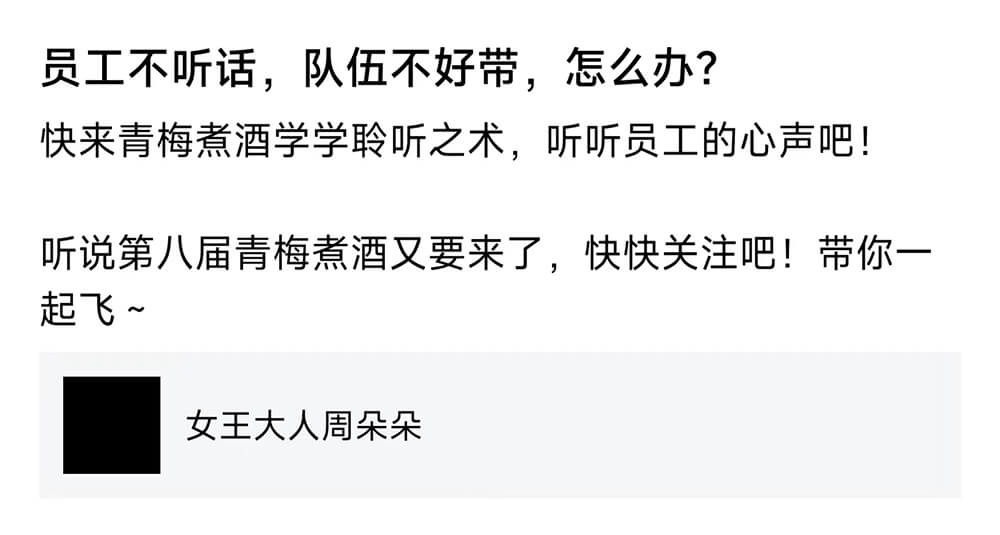 员工不听话，队伍不好带，怎么办？
快来青梅煮酒学学聆听之术，听听员工的心声吧！
听说第八届青梅煮酒又要来了，快快关注吧！带你一
起飞 ~
女王大人周朵朵